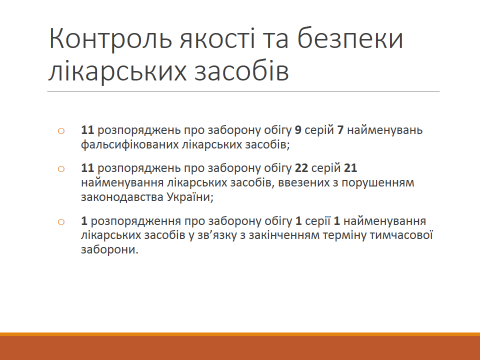 Контроль якості та безпеки
лікарських засобів
o 11 розпоряджень про заборону обігу 9 серій 7 найменувань
фальсифікованих лікарських засобів;
o 11 розпоряджень про заборону обігу 22 серій 21
найменування лікарських засобів, ввезених з порушенням
законодавства України;
o 1 розпорядження про заборону обігу 1 серії 1 найменування
лікарських засобів у зв’язку з закінченням терміну тимчасової
заборони.